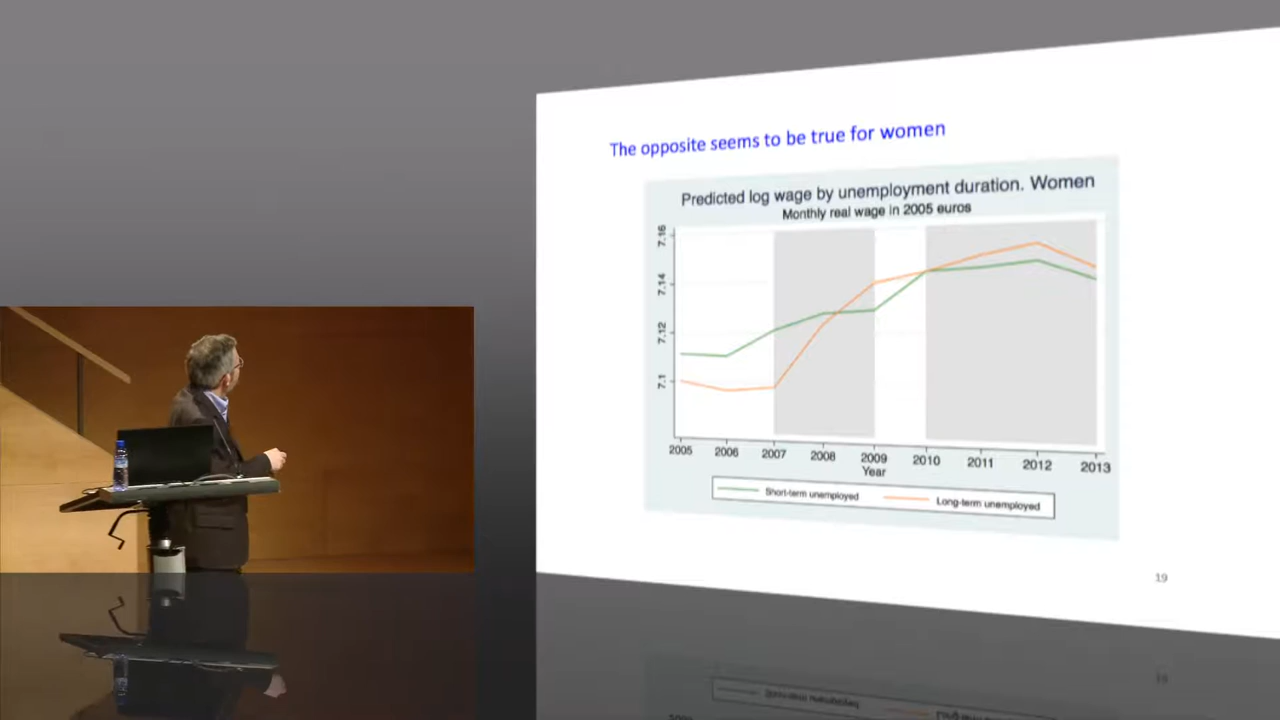 The opposite seems to be true for women
Predicted log wage by unemployment duration. Women
Monthly real wage in 2005 euros
7.16
7.14
7.12
7.1
2005 2006 2007 2008 2009 2010 2011 2012 2013
Year
Short-term unemployed Long-term unemployed
19